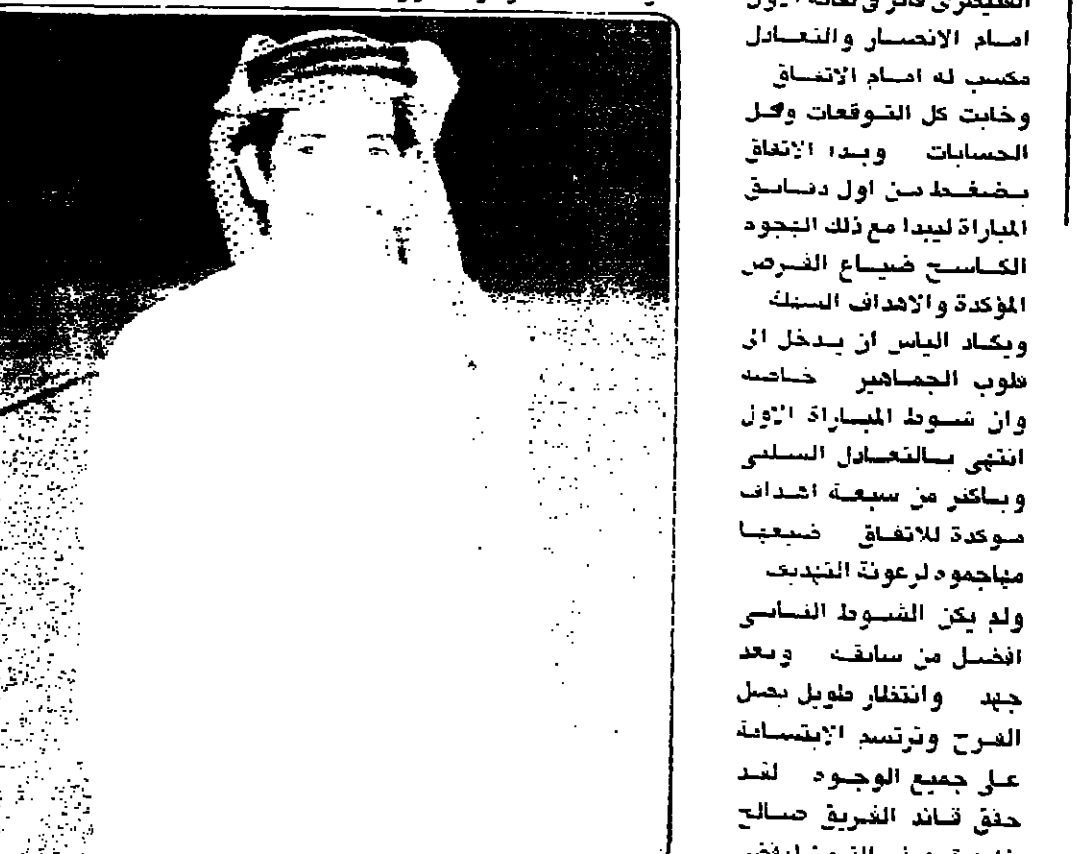 امام الانصار والتعادل
مكسب له امام الاتفاق
وخابت كل التوقعات وكل
الحسابات وبدا الاتفاق
بضغط من اول دقائق
المباراة ليبدا مع ذلك الهجوم
الكاسح ضياع الفرص
المؤكدة والاهداف السهلة
ويكاد الياس ان يدخل الى
قلوب الجماهير خاصة
وان شوط المباراة الاول
انتهى بالتعادل السلبي
وباكثر من سبعة اهداف
موكدة للاتفاق ضيعها
مهاجموه لرعونة التهديف
ولم يكن الشوط الثاني
افضل من سابقه وبعد
جهد وانتظار طويل يصل
الفرح وترتسم الابتسامة
على جميع الوجوه لقد
حقق قائد الفريق صالح